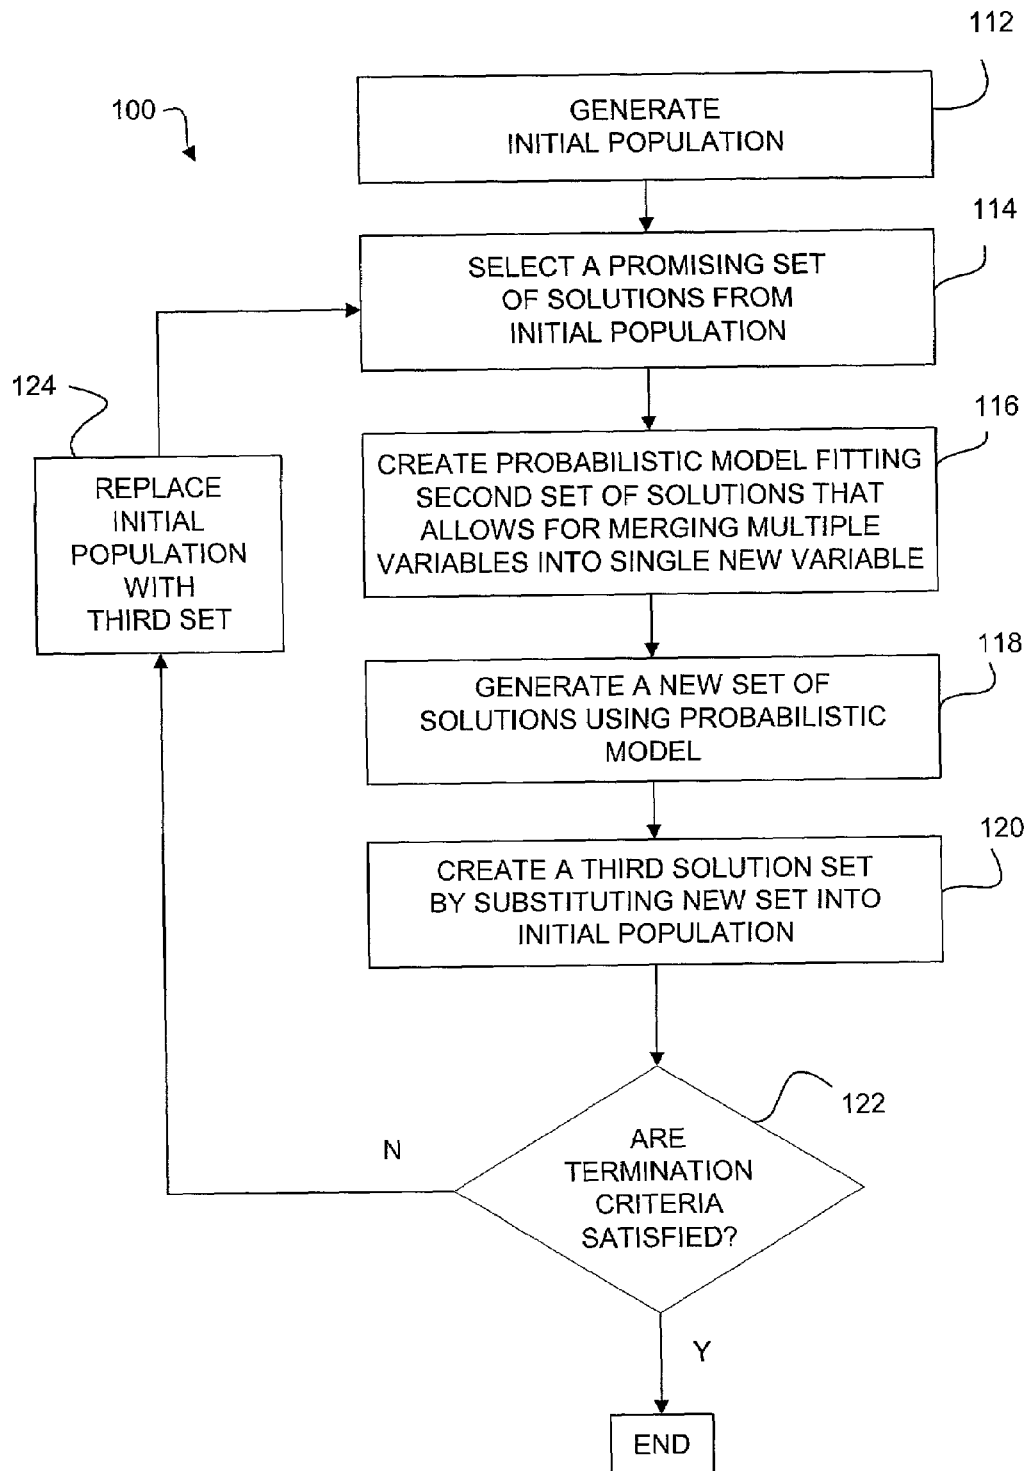 112
100
GENERATE
INITIAL POPULATION
114
SELECT A PROMISING SET
OF SOLUTIONS FROM
INITIAL POPULATION
124
116
REPLACE
INITIAL
POPULATION
WITH
THIRD SET
CREATE PROBABILISTIC MODEL FITTING
SECOND SET OF SOLUTIONS THAT
ALLOWS FOR MERGING MULTIPLE
VARIABLES INTO SINGLE NEW VARIABLE
118
GENERATE A NEW SET OF
SOLUTIONS USING PROBABILISTIC
MODEL
120
CREATE A THIRD SOLUTION SET
BY SUBSTITUTING NEW SET INTO
INITIAL POPULATION
122
N
ARE
TERMINATION
CRITERIA
SATISFIED?
Y
END